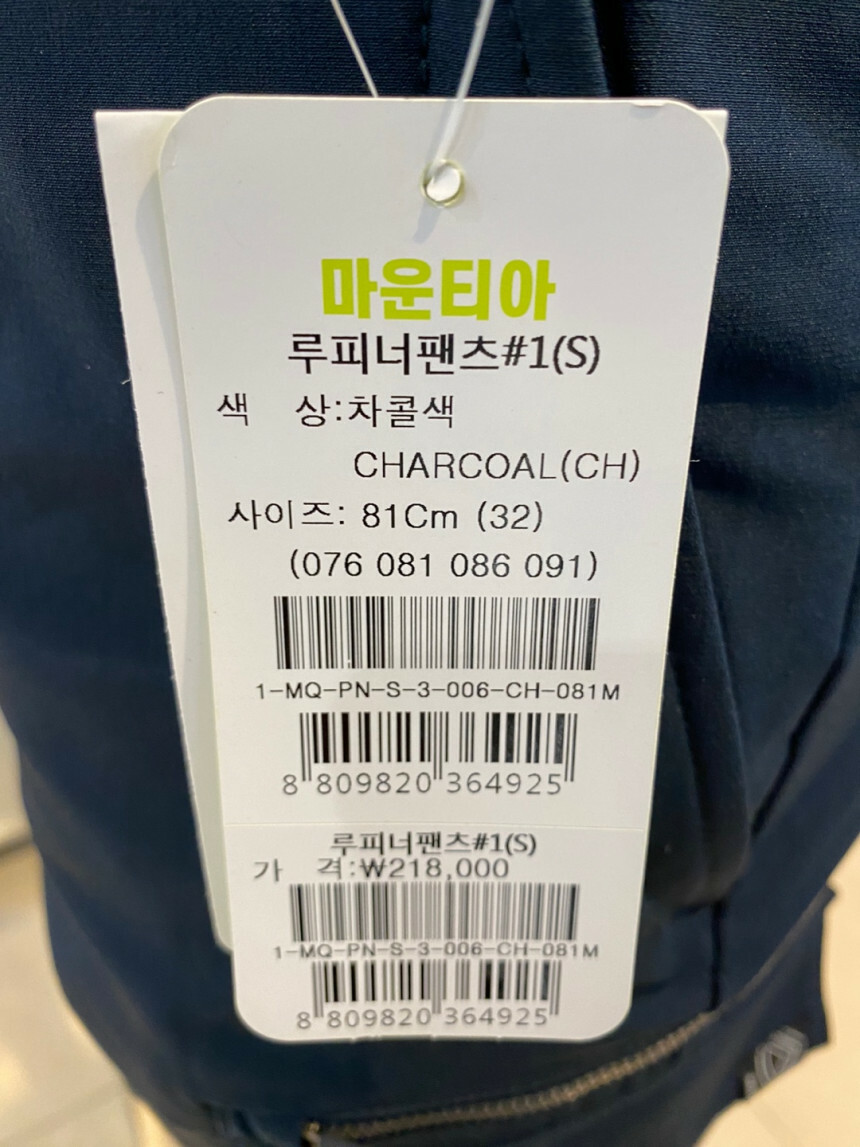 마운티아
루피너팬츠#1(S)
색 상:차콜색
CHARCOAL(CH)
사이즈: 81Cm (32)
(076 081 086 091)
1-MQ-PN-S-3-006-CH-081M
8 809820 364925
루피너팬츠#1(S)
가 격:₩218,000
1-MQ-PN-S-3-006-CH-081M
8 809820 364925